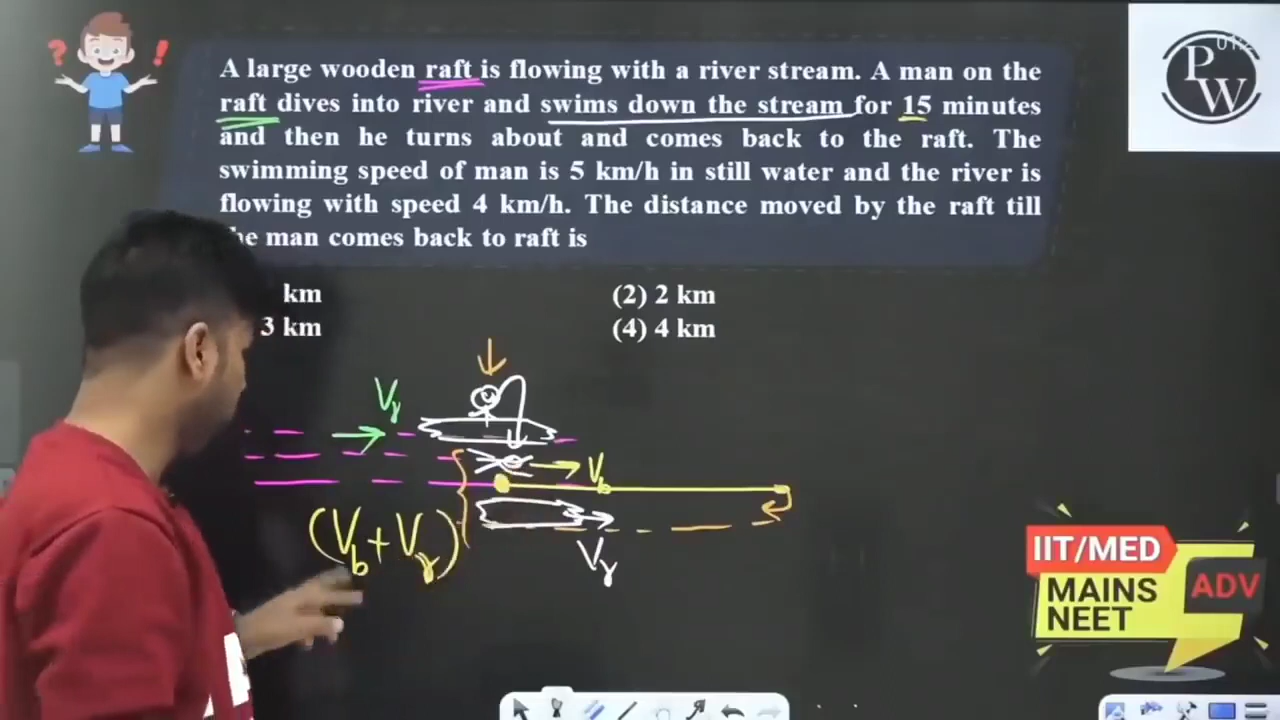 A large wooden raft is flowing with a river stream. A man on the
raft dives into river and swims down the stream for 15 minutes
and then he turns about and comes back to the raft. The
swimming speed of man is 5 km/h in still water and the river is
flowing with speed 4 km/h. The distance moved by the raft till
man comes back to raft is
km
(2) 2 km
3 km
(4) 4 km
Vr
Vb
(Vb + Vr)
Vr
P
W
? !
IIT/MED
MAINS
NEET
ADV